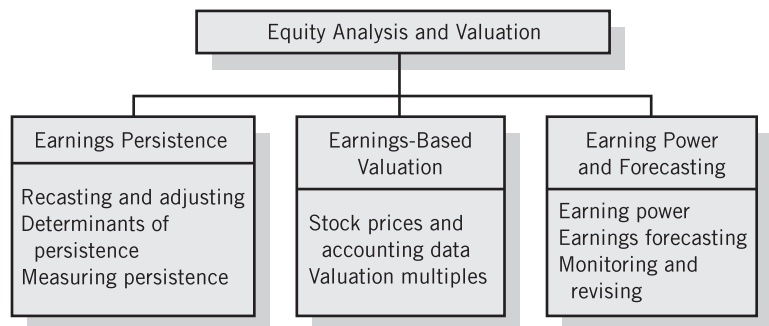 Equity Analysis and Valuation
Earnings Persistence
Recasting and adjusting
Determinants of
persistence
Measuring persistence
Earnings-Based
Valuation
Stock prices and
accounting data
Valuation multiples
Earning Power
and Forecasting
Earning power
Earnings forecasting
Monitoring and
revising